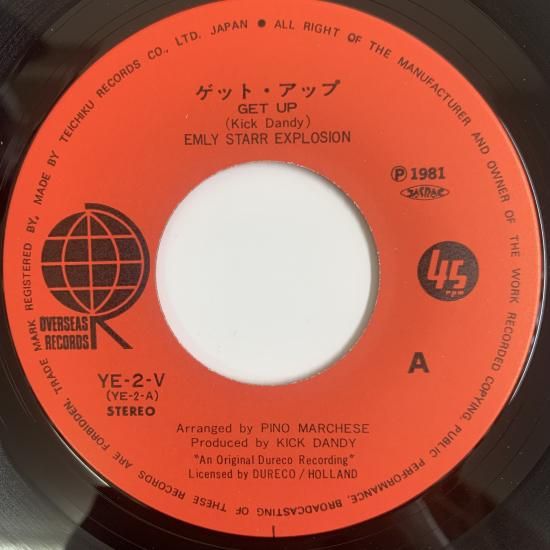 TRADE MARK REGISTERED BY, MADE BY TEICHIKU RECORDS CO., LTD. JAPAN ● ALL RIGHT OF THE MANUFACTURER AND OWNER OF THE WORK RECORDED COPYING, PUBLIC PERFORMANCE, BROADCASTING OF THESE RECORDS ARE FORBIDDEN.
ゲット・アップ
GET UP
(Kick Dandy)
EMLY STARR EXPLOSION
Ⓟ 1981
JASRAC
45
rpm
OVERSEAS
RECORDS
A
YE-2-V
(YE-2-A)
STEREO
Arranged by PINO MARCHESE
Produced by KICK DANDY
"An Original Dureco Recording"
Licensed by DURECO/HOLLAND